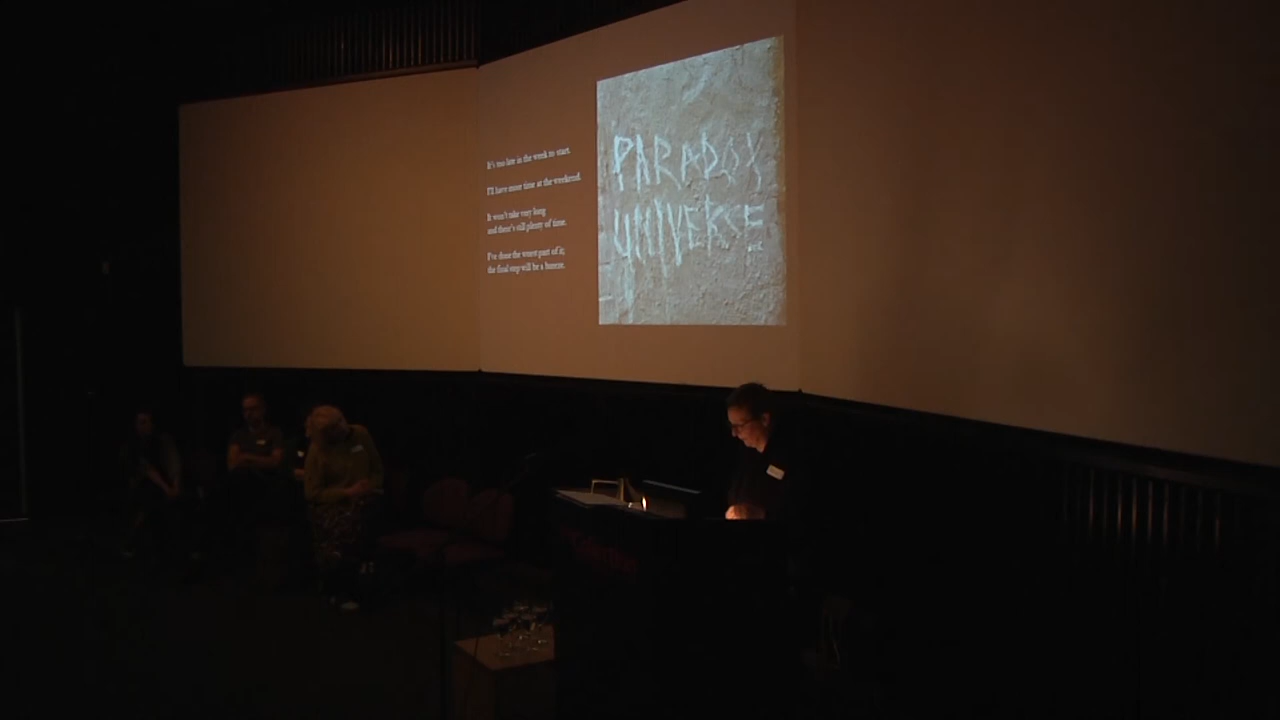 It's too late in the week to start.
I'll have more time at the weekend.
It won't take very long
and there's still plenty of time.
I've done the worst part of it;
the final step will be a breeze.
PARADOX
UNIVERSE